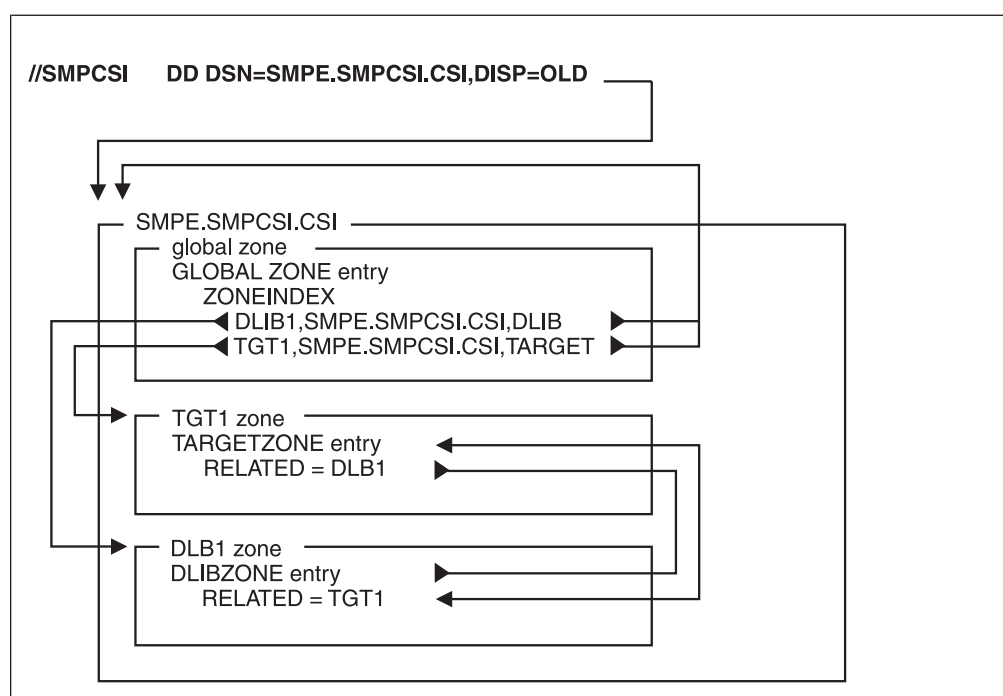 //SMPCSI DD DSN=SMPE.SMPCSI.CSI,DISP=OLD
SMPE.SMPCSI.CSI
global zone
GLOBAL ZONE entry
ZONEINDEX
DLIB1,SMPE.SMPCSI.CSI,DLIB
TGT1,SMPE.SMPCSI.CSI,TARGET
TGT1 zone
TARGETZONE entry
RELATED = DLB1
DLB1 zone
DLIBZONE entry
RELATED = TGT1